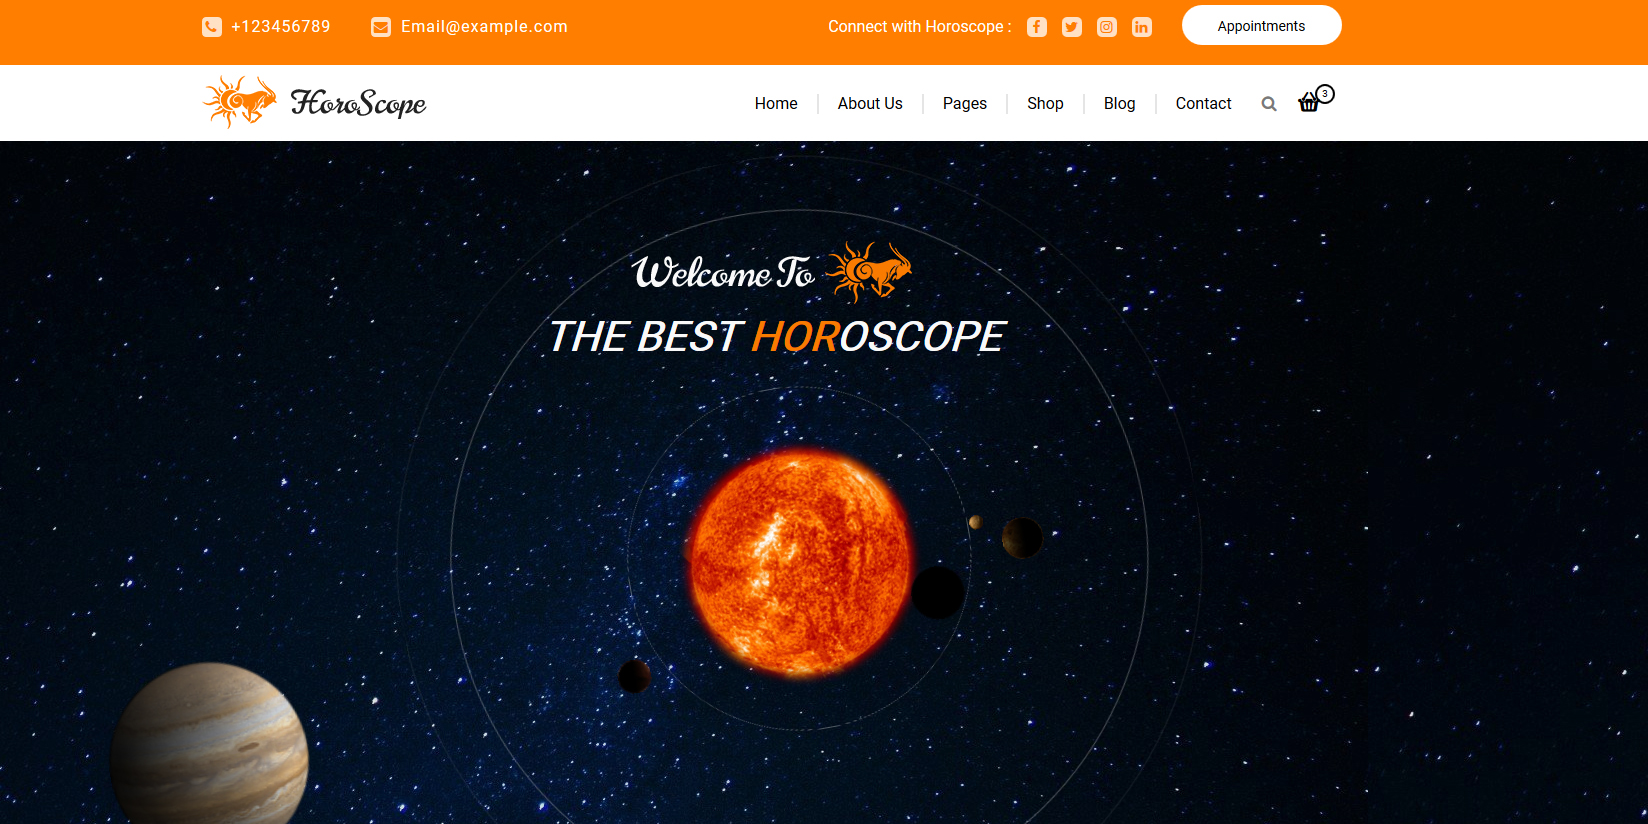 +123456789 Email@example.com Connect with Horoscope : Appointments
HoroScope Home About Us Pages Shop Blog Contact 3
Welcome To
THE BEST HOROSCOPE